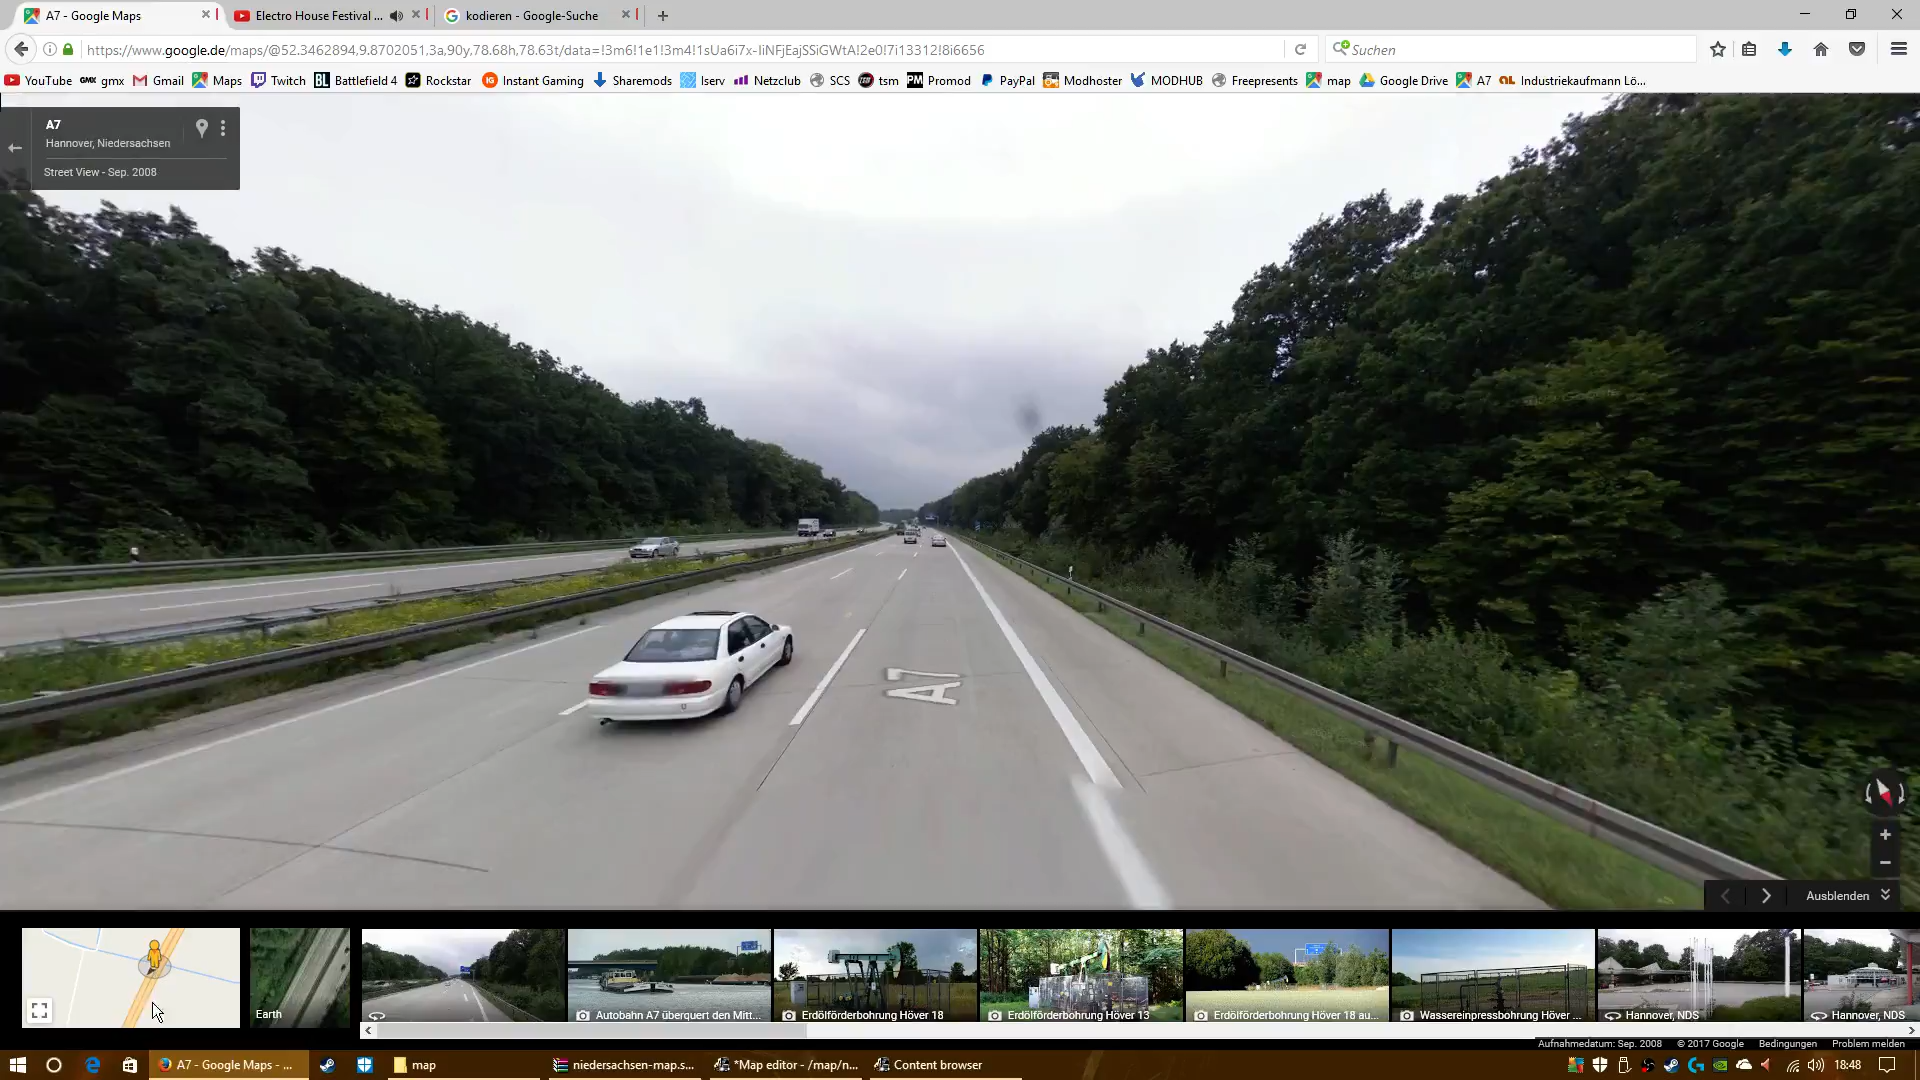 A7 - Google Maps
Electro House Festival ...
kodieren - Google-Suche
https://www.google.de/maps/@52.3462894,9.8702051,3a,90y,78.68h,78.63t/data=!3m6!1e1!3m4!1sUa6i7x-IiNFjEajSSiGWtA!2e0!7i13312!8i6656
Suchen
YouTube gmx Gmail Maps Twitch Battlefield 4 Rockstar Instant Gaming Sharemods Iserv Netzclub SCS tsm Promod PayPal Modhoster MODHUB Freepresents map Google Drive A7 Industriekaufmann Lö...
A7
Hannover, Niedersachsen
Street View - Sep. 2008
A7
Ausblenden
Earth
Autobahn A7 überquert den Mitt...
Erdölförderbohrung Höver 18
Erdölförderbohrung Höver 13
Erdölförderbohrung Höver 18 au...
Wassereinpressbohrung Höver ...
Hannover, NDS
Hannover, NDS
Aufnahmedatum: Sep. 2008 © 2017 Google Bedingungen Problem melden
A7 - Google Maps - ...
map
niedersachsen-map.s...
*Map editor - /map/n...
Content browser
18:48